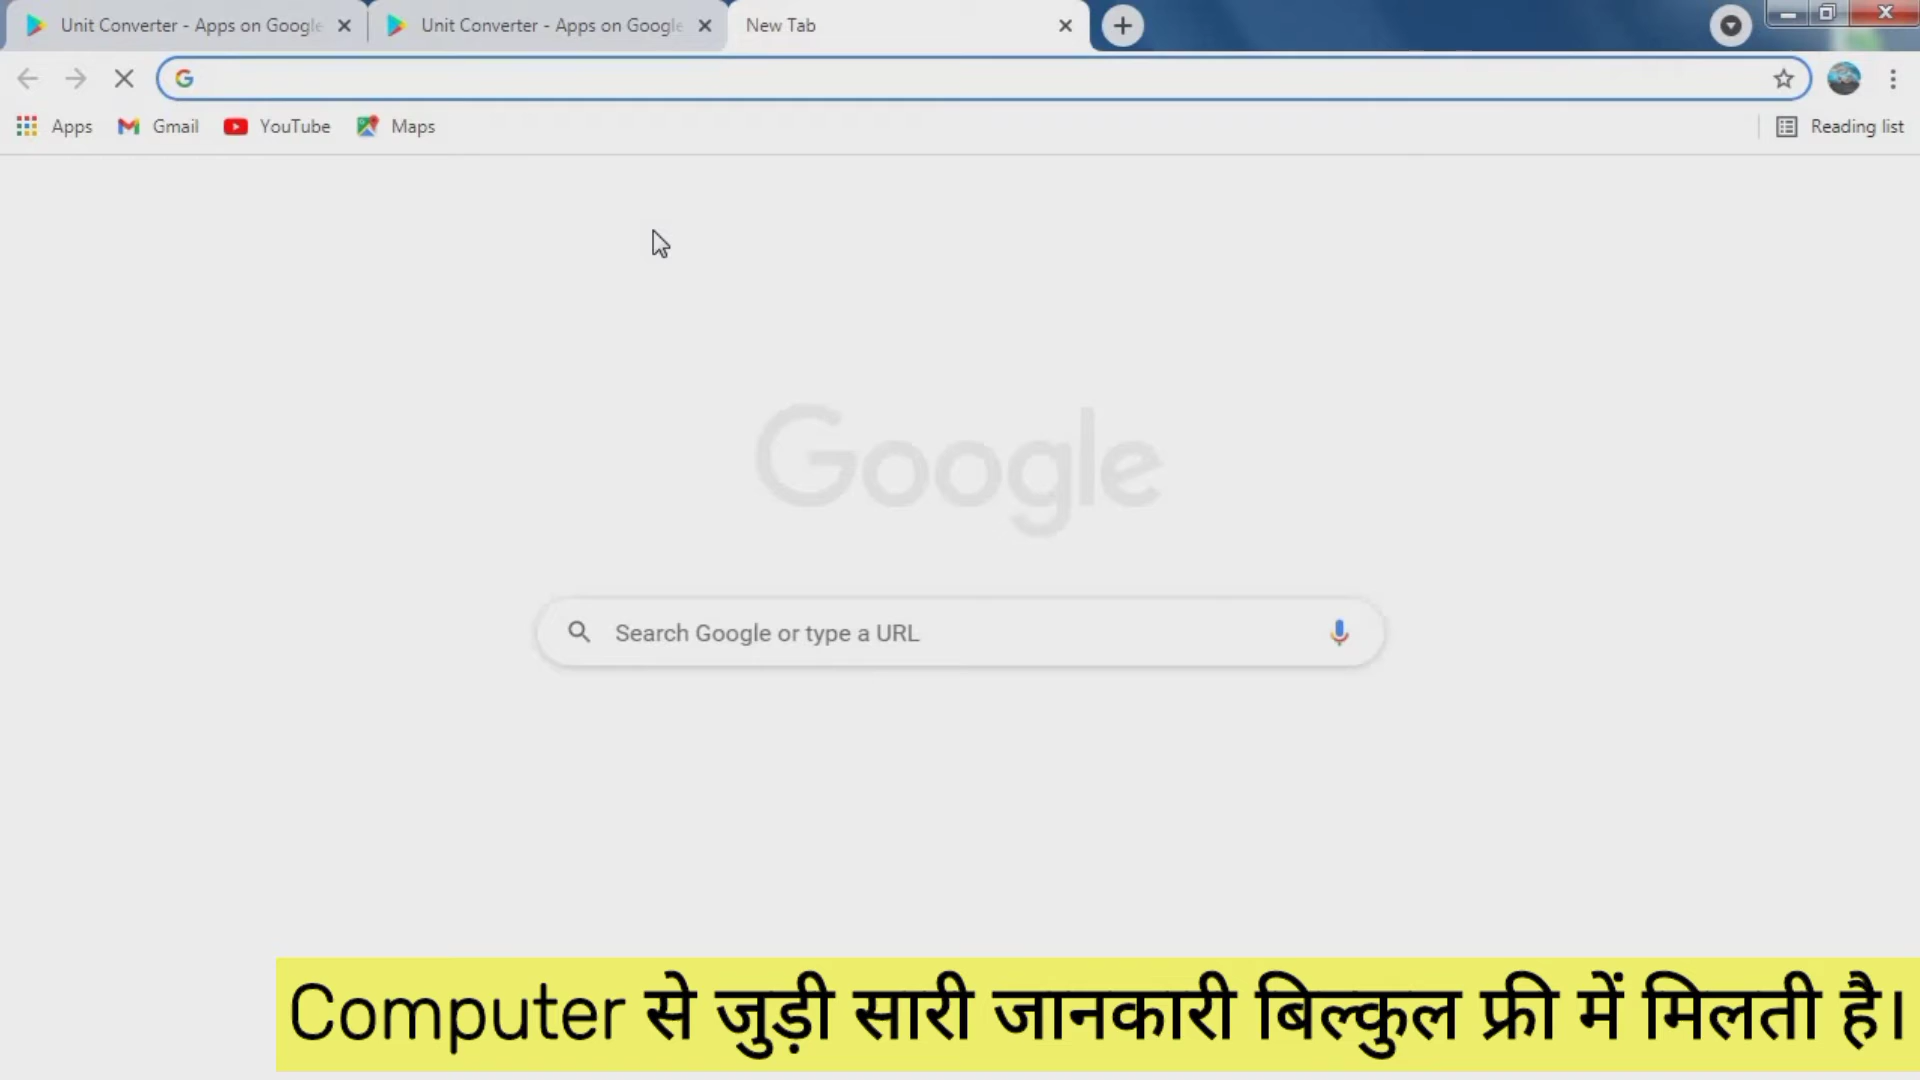 Unit Converter - Apps on Google
Unit Converter - Apps on Google
New Tab
Apps
Gmail
YouTube
Maps
Reading list
Google
Search Google or type a URL
Computer से जुड़ी सारी जानकारी बिल्कुल फ्री में मिलती है।